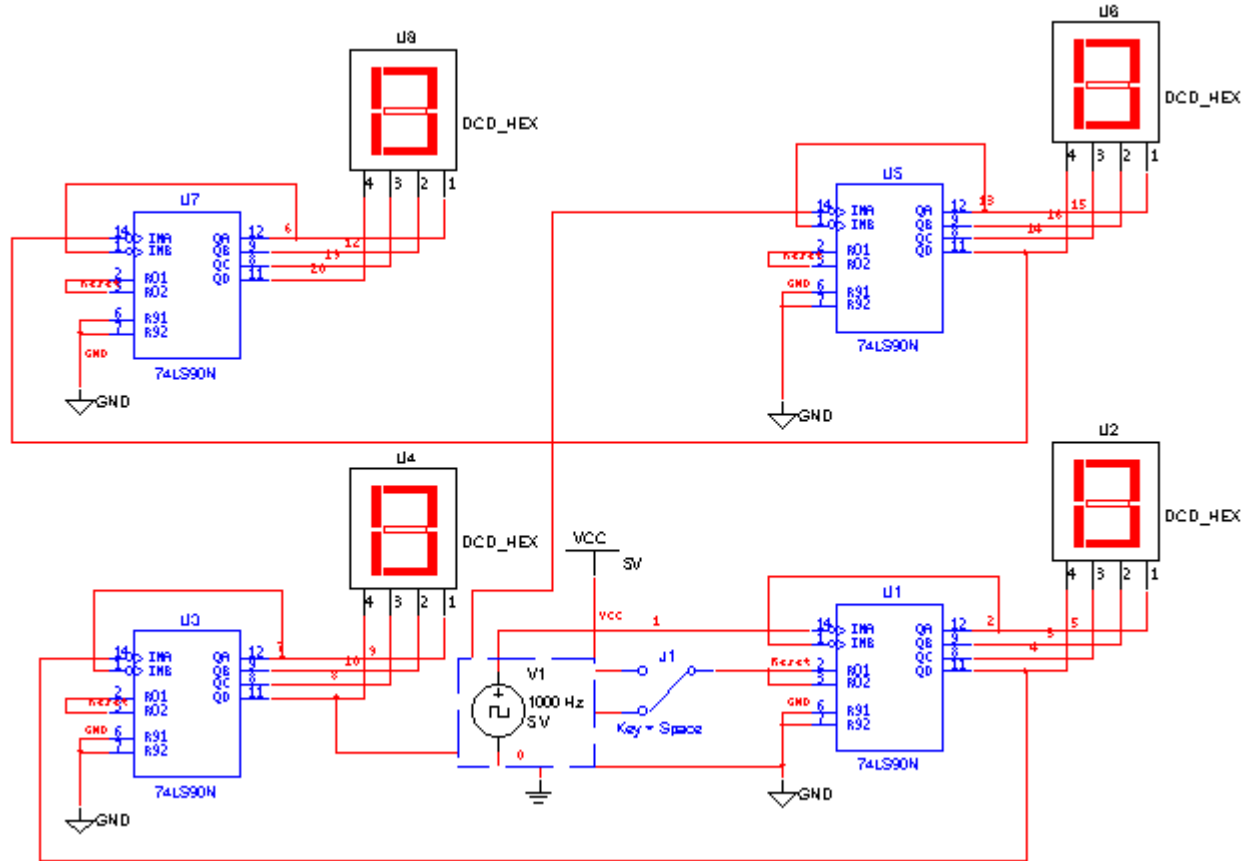 U8
DCD_HEX
4 3 2 1
U7
14 INA QA 12 6
1 INB QB 9 12
QC 8 19
QD 11 20
2 R01
Reset
3 R02
6 R91
7 R92
GND
74LS90N
GND
U6
DCD_HEX
4 3 2 1
U5
14 INA QA 12 13 15
1 INB QB 9 16
QC 8 14
QD 11
2 R01
Reset
3 R02
GND
6 R91
7 R92
74LS90N
GND
U4
DCD_HEX
4 3 2 1
U3
14 INA QA 12 7 9
1 INB QB 9 10
QC 8 8
QD 11
2 R01
Reset
3 R02
GND
6 R91
7 R92
74LS90N
GND
VCC
5V
VCC
1
V1
1000 Hz
5V
0
J1
Key = Space
U2
DCD_HEX
4 3 2 1
U1
14 INA QA 12 2 5
1 INB QB 9 3
QC 8 4
QD 11
Reset
2 R01
3 R02
GND
6 R91
7 R92
74LS90N
GND